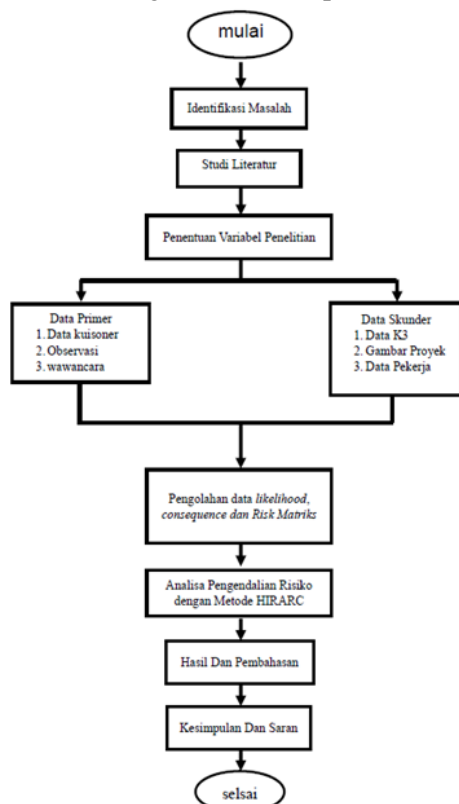 mulai
Identifikasi Masalah
Studi Literatur
Penentuan Variabel Penelitian
Data Primer
1. Data kuisoner
2. Observasi
3. wawancara
Data Skunder
1. Data K3
2. Gambar Proyek
3. Data Pekerja
Pengolahan data likelihood,
consequence dan Risk Matriks
Analisa Pengendalian Risiko
dengan Metode HIRARC
Hasil Dan Pembahasan
Kesimpulan Dan Saran
selsai